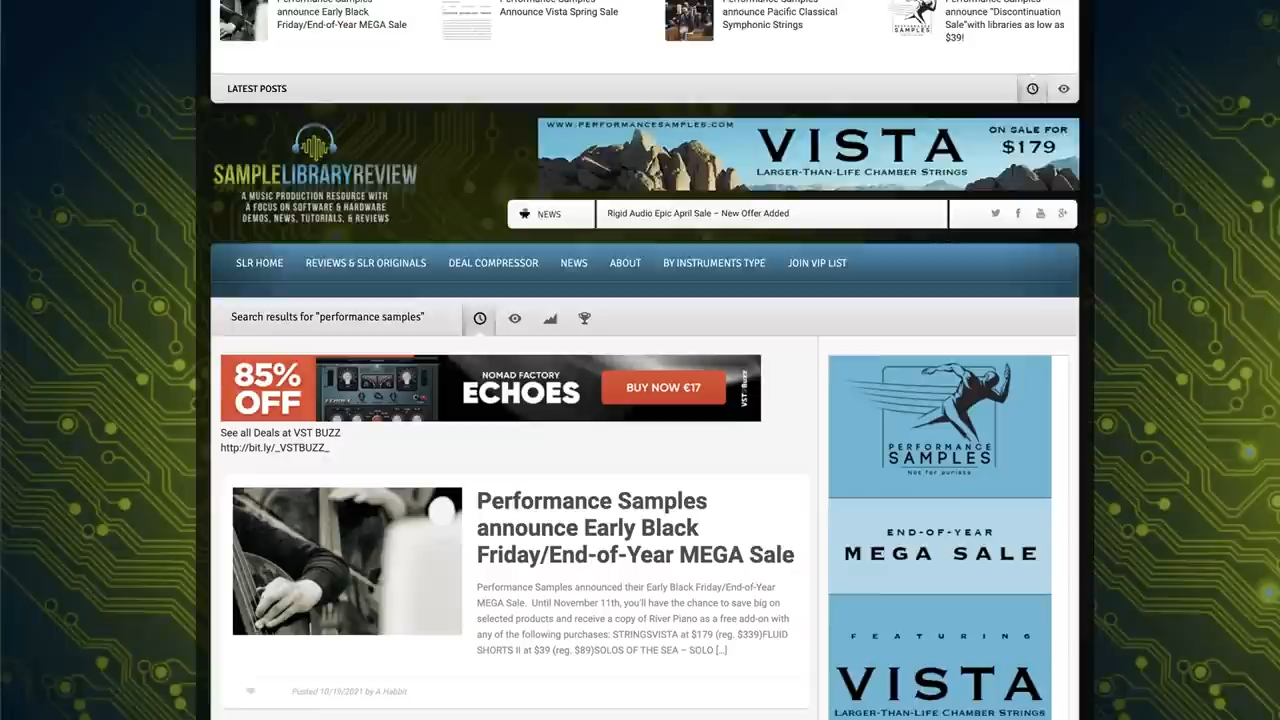 Performance Samples
announce Early Black
Friday/End-of-Year MEGA Sale
Performance Samples
Announce Vista Spring Sale
Performance Samples
announce Pacific Classical
Symphonic Strings
Performance Samples
announce "Discontinuation
Sale"with libraries as low as
$39!
LATEST POSTS
SAMPLELIBRARYREVIEW
A MUSIC PRODUCTION RESOURCE WITH
A FOCUS ON SOFTWARE & HARDWARE
DEMOS, NEWS, TUTORIALS, & REVIEWS
WWW.PERFORMANCESAMPLES.COM
VISTA
LARGER-THAN-LIFE CHAMBER STRINGS
ON SALE FOR
$179
NEWS
Rigid Audio Epic April Sale – New Offer Added
SLR HOME
REVIEWS & SLR ORIGINALS
DEAL COMPRESSOR
NEWS
ABOUT
BY INSTRUMENTS TYPE
JOIN VIP LIST
Search results for "performance samples"
85%
OFF
NOMAD FACTORY
ECHOES
BUY NOW €17
VST BUZZ
See all Deals at VST BUZZ
http://bit.ly/_VSTBUZZ_
Performance Samples
announce Early Black
Friday/End-of-Year MEGA Sale
Performance Samples announced their Early Black Friday/End-of-Year
MEGA Sale.  Until November 11th, you'll have the chance to save big on
selected products and receive a copy of River Piano as a free add-on with
any of the following purchases: STRINGSVISTA at $179 (reg. $339)FLUID
SHORTS II at $39 (reg. $89)SOLOS OF THE SEA – SOLO [...]
Posted 10/19/2021 by A Habbit
PERFORMANCE
SAMPLES
Not for purists
END-OF-YEAR
MEGA SALE
FEATURING
VISTA
LARGER-THAN-LIFE CHAMBER STRINGS